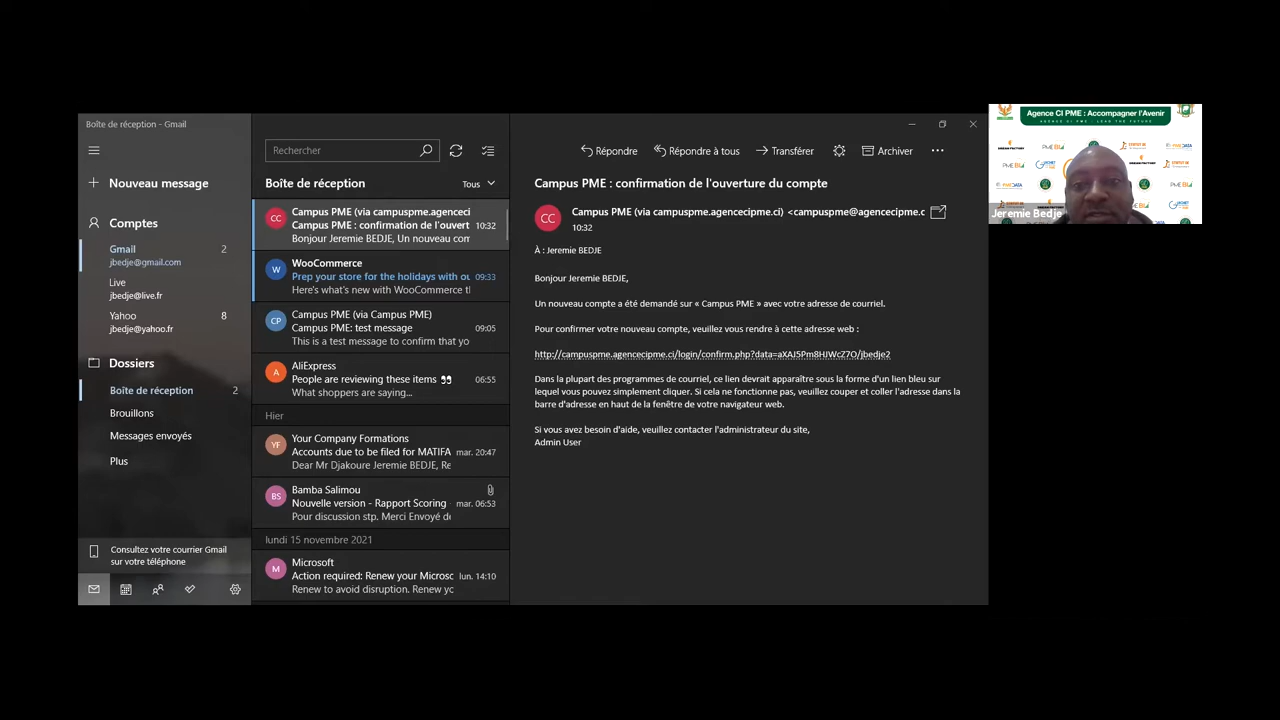 Boîte de réception - Gmail
Nouveau message
Comptes
Gmail 2
jbedje@gmail.com
Live
jbedje@live.fr
Yahoo 8
jbedje@yahoo.fr
Dossiers
Boîte de réception 2
Brouillons
Messages envoyés
Plus
Consultez votre courrier Gmail
sur votre téléphone
Rechercher
Boîte de réception Tous
CC
Campus PME (via campuspme.agenceci
Campus PME : confirmation de l'ouvert 10:32
Bonjour Jeremie BEDJE, Un nouveau com
W
WooCommerce
Prep your store for the holidays with ou 09:33
Here's what's new with WooCommerce tl
CP
Campus PME (via Campus PME)
Campus PME: test message 09:05
This is a test message to confirm that yo
A
AliExpress
People are reviewing these items 06:55
What shoppers are saying...
Hier
YF
Your Company Formations
Accounts due to be filed for MATIFA mar. 20:47
Dear Mr Djakoure Jeremie BEDJE, Re
BS
Bamba Salimou
Nouvelle version - Rapport Scoring mar. 06:53
Pour discussion stp. Merci Envoyé de
lundi 15 novembre 2021
M
Microsoft
Action required: Renew your Microsc lun. 14:10
Renew to avoid disruption. Renew yc
Répondre Répondre à tous Transférer Archiver
Campus PME : confirmation de l'ouverture du compte
CC
Campus PME (via campuspme.agencecipme.ci) <campuspme@agencecipme.c
10:32
À : Jeremie BEDJE
Bonjour Jeremie BEDJE,
Un nouveau compte a été demandé sur « Campus PME » avec votre adresse de courriel.
Pour confirmer votre nouveau compte, veuillez vous rendre à cette adresse web :
http://campuspme.agencecipme.ci/login/confirm.php?data=aXAJ5Pm8HJWcZ7O/jbedje2
Dans la plupart des programmes de courriel, ce lien devrait apparaître sous la forme d'un lien bleu sur
lequel vous pouvez simplement cliquer. Si cela ne fonctionne pas, veuillez couper et coller l'adresse dans la
barre d'adresse en haut de la fenêtre de votre navigateur web.
Si vous avez besoin d'aide, veuillez contacter l'administrateur du site,
Admin User
Agence CI PME : Accompagner l'Avenir
AGENCE CI PME : LEAD THE FUTURE
Jeremie Bedje